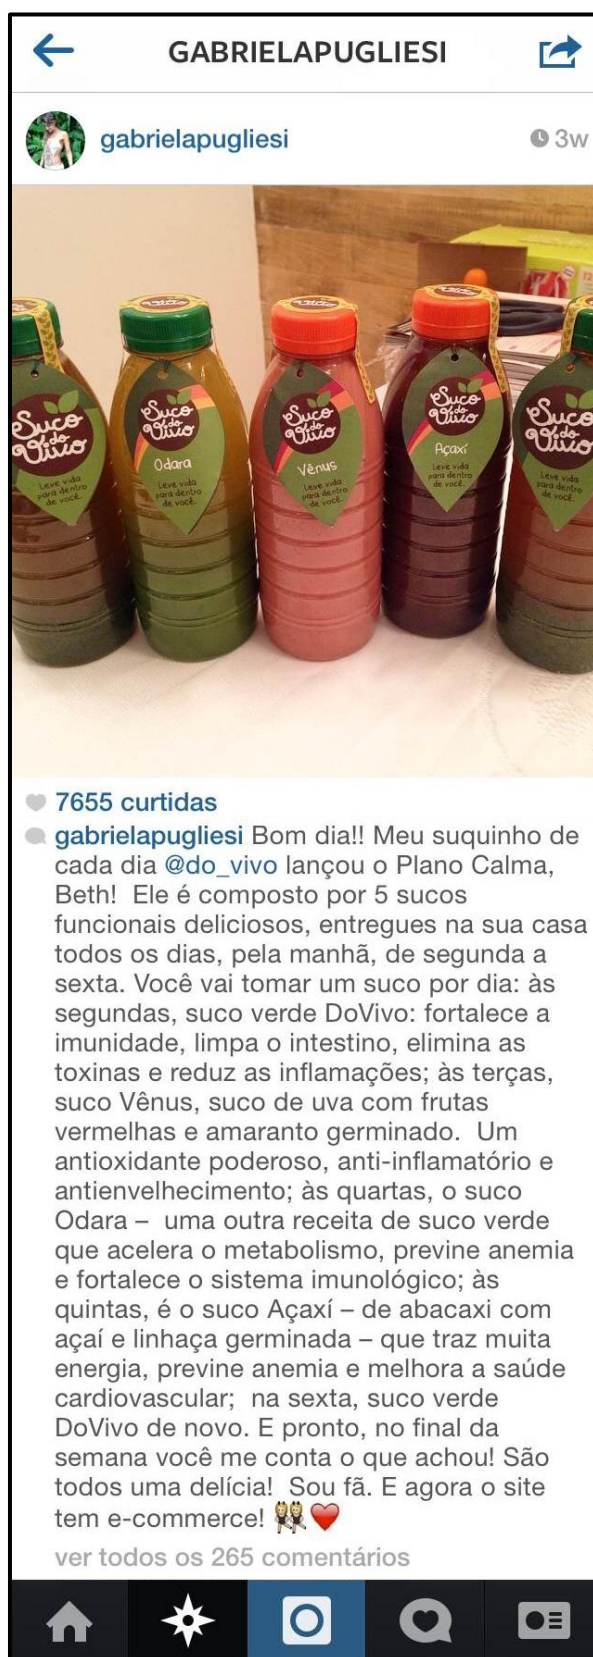 GABRIELAPUGLIESI
gabrielapugliesi
3w
Suco
do
Vivo
Leve vida
para dentro
de você.
Suco
do
Vivo
Odara
Leve vida
para dentro
de você.
Suco
do
Vivo
Vênus
Leve vida
para dentro
de você.
Suco
do
Vivo
Açaxí
Leve vida
para dentro
de você.
Suco
do
Vivo
Leve vida
para dentro
de você.
7655 curtidas
gabrielapugliesi Bom dia!! Meu suquinho de
cada dia @do_vivo lançou o Plano Calma,
Beth!  Ele é composto por 5 sucos
funcionais deliciosos, entregues na sua casa
todos os dias, pela manhã, de segunda a
sexta. Você vai tomar um suco por dia: às
segundas, suco verde DoVivo: fortalece a
imunidade, limpa o intestino, elimina as
toxinas e reduz as inflamações; às terças,
suco Vênus, suco de uva com frutas
vermelhas e amaranto germinado.  Um
antioxidante poderoso, anti-inflamatório e
antienvelhecimento; às quartas, o suco
Odara –  uma outra receita de suco verde
que acelera o metabolismo, previne anemia
e fortalece o sistema imunológico; às
quintas, é o suco Açaxí – de abacaxi com
açaí e linhaça germinada – que traz muita
energia, previne anemia e melhora a saúde
cardiovascular;  na sexta, suco verde
DoVivo de novo. E pronto, no final da
semana você me conta o que achou! São
todos uma delícia!  Sou fã. E agora o site
tem e-commerce! 👯❤️
ver todos os 265 comentários